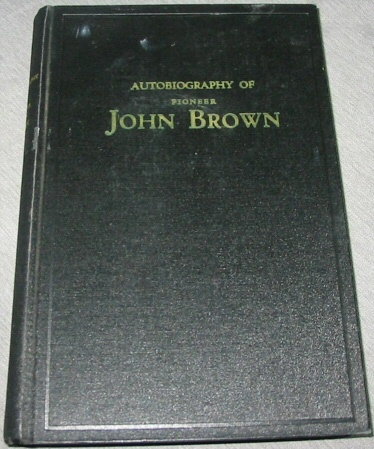 AUTOBIOGRAPHY OF
PIONEER
JOHN BROWN